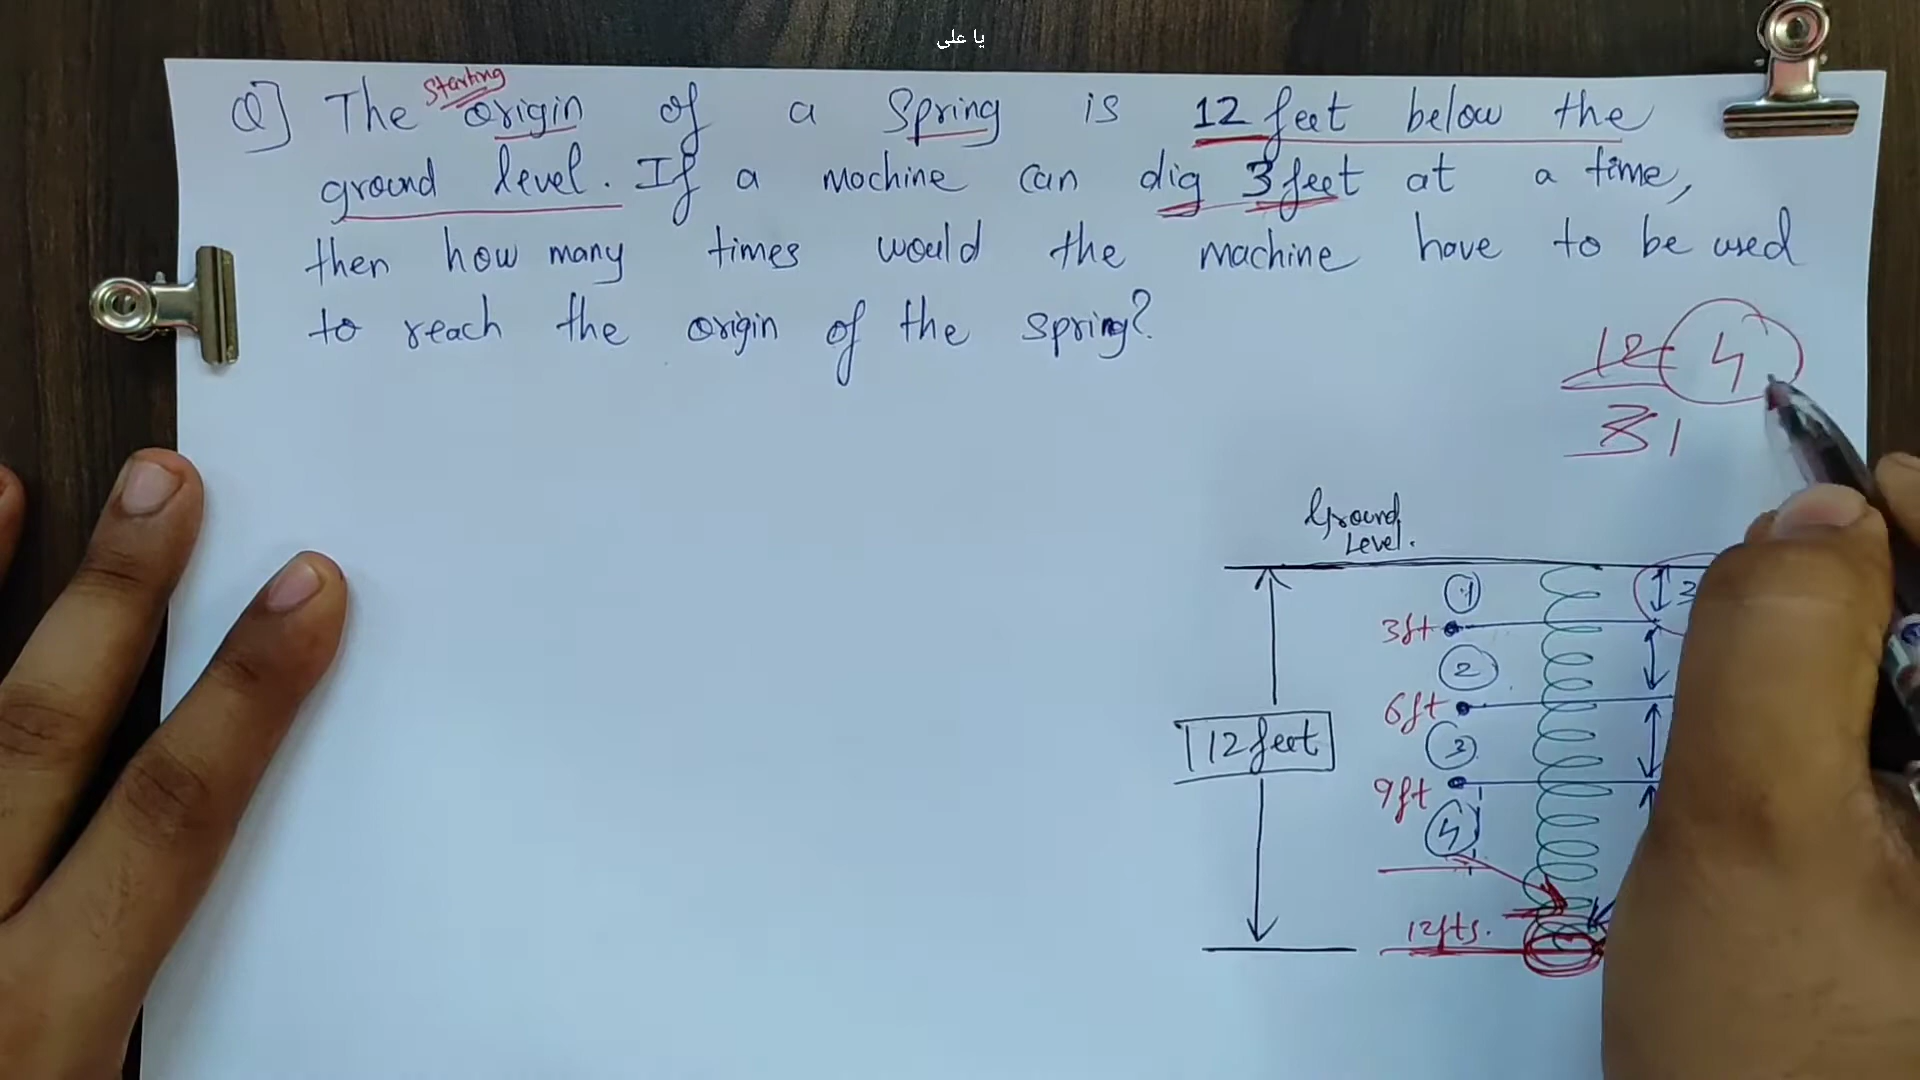 یا علی
Starting
Q] The origin of a Spring is 12 feet below the
ground level. If a machine can dig 3 feet at a time,
then how many times would the machine have to be used
to reach the origin of the spring?
12 4
3 1
Ground
Level.
1
3ft
2
6ft
3
12 feet
9ft
4
12fts.